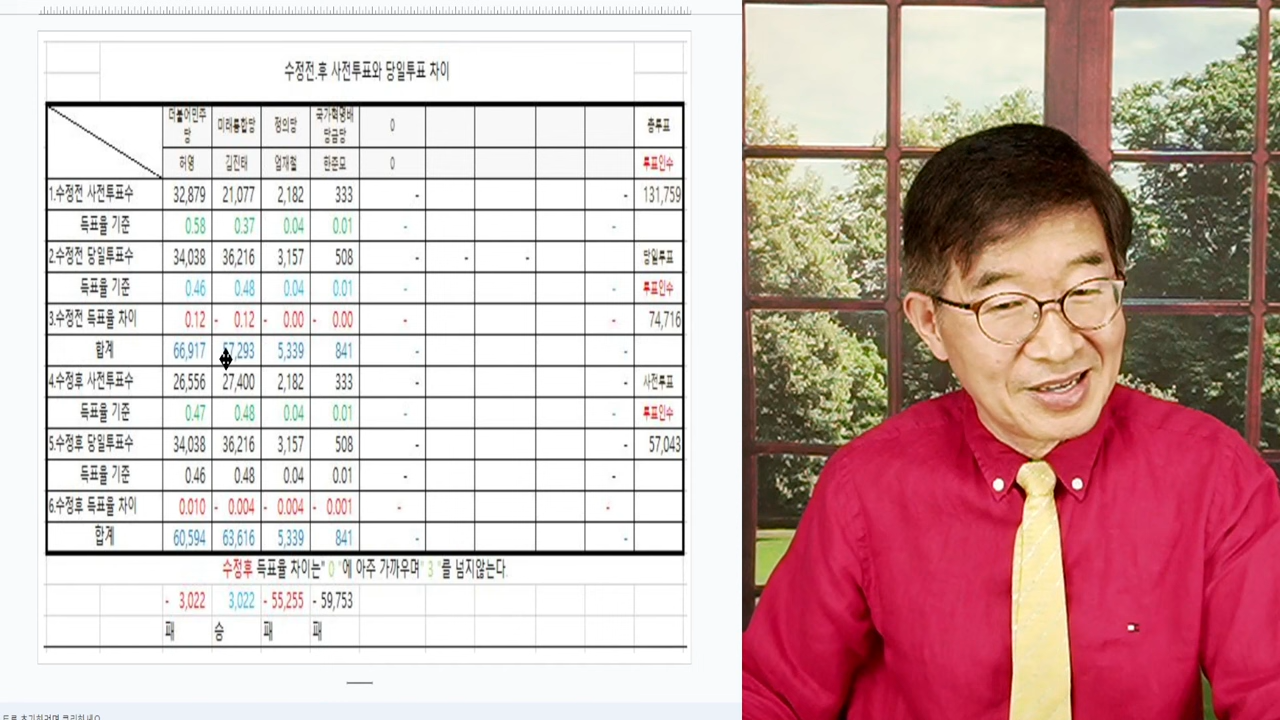 수정전.후 사전투표와 당일투표 차이
더불어민주당 미래통합당 정의당 국가혁명배당금당 0 총투표
허영 김진태 엄재철 한준모 0 투표인수
1.수정전 사전투표수 32,879 21,077 2,182 333 - - 131,759
득표율 기준 0.58 0.37 0.04 0.01 - -
2.수정전 당일투표수 34,038 36,216 3,157 508 - - - 당일투표
득표율 기준 0.46 0.48 0.04 0.01 - - 투표인수
3.수정전 득표율 차이 0.12 - 0.12 - 0.00 - 0.00 - - 74,716
합계 66,917 57,293 5,339 841 - -
4.수정후 사전투표수 26,556 27,400 2,182 333 - - 사전투표
득표율 기준 0.47 0.48 0.04 0.01 - - 투표인수
5.수정후 당일투표수 34,038 36,216 3,157 508 - - 57,043
득표율 기준 0.46 0.48 0.04 0.01 - -
6.수정후 득표율 차이 0.010 - 0.004 - 0.004 - 0.001 - -
합계 60,594 63,616 5,339 841 - -
수정후 득표율 차이는" 0 "에 아주 가까우며" 3 "를 넘지않는다
- 3,022 3,022 - 55,255 - 59,753
패 승 패 패